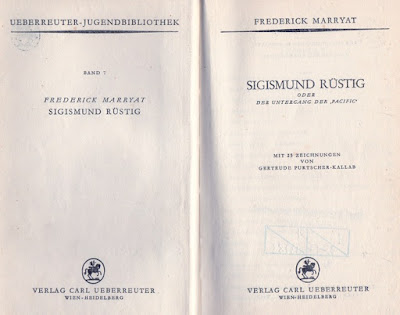 UEBERREUTER-JUGENDBIBLIOTHEK
BAND 7
FREDERICK MARRYAT
SIGISMUND RÜSTIG
VERLAG CARL UEBERREUTER
WIEN-HEIDELBERG
FREDERICK MARRYAT
SIGISMUND RÜSTIG
ODER
DER UNTERGANG DER „PACIFIC“
MIT 25 ZEICHNUNGEN
VON
GERTRUDE PURTSCHER-KALLAB
VERLAG CARL UEBERREUTER
WIEN-HEIDELBERG